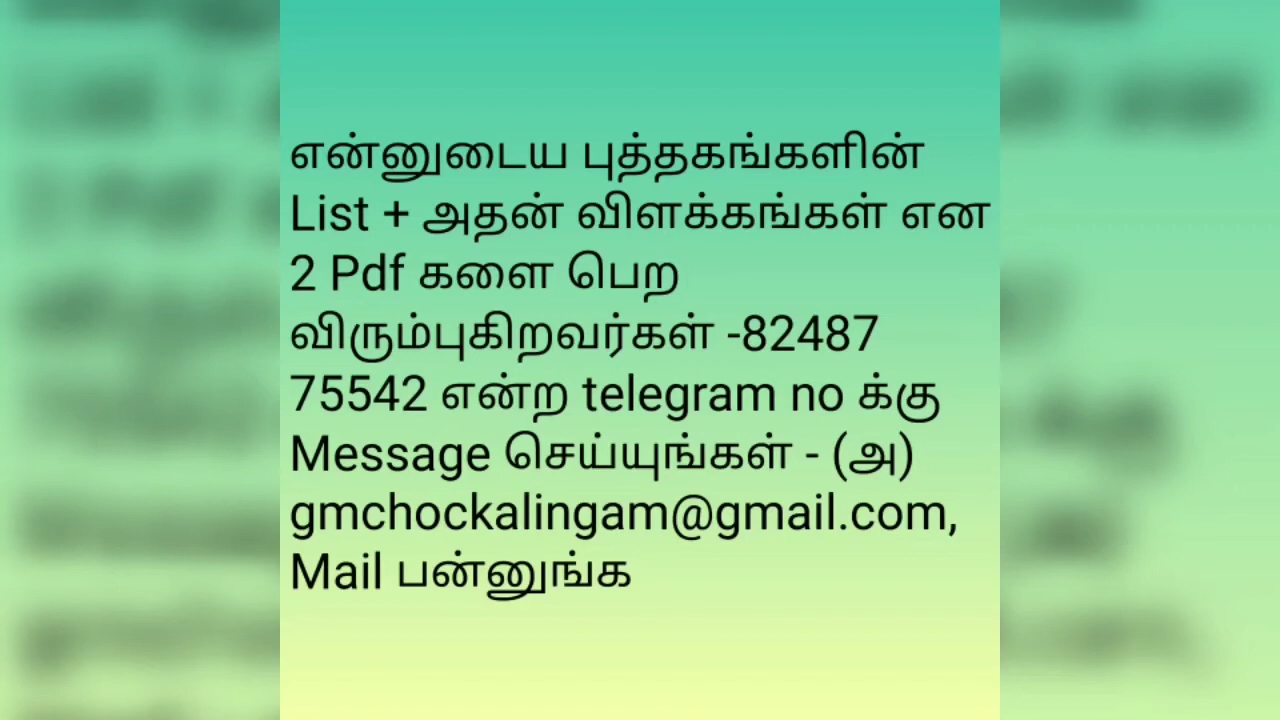 என்னுடைய புத்தகங்களின்
List + அதன் விளக்கங்கள் என
2 Pdf களை பெற
விரும்புகிறவர்கள் -82487
75542 என்ற telegram no க்கு
Message செய்யுங்கள் - (அ)
gmchockalingam@gmail.com,
Mail பன்னுங்க